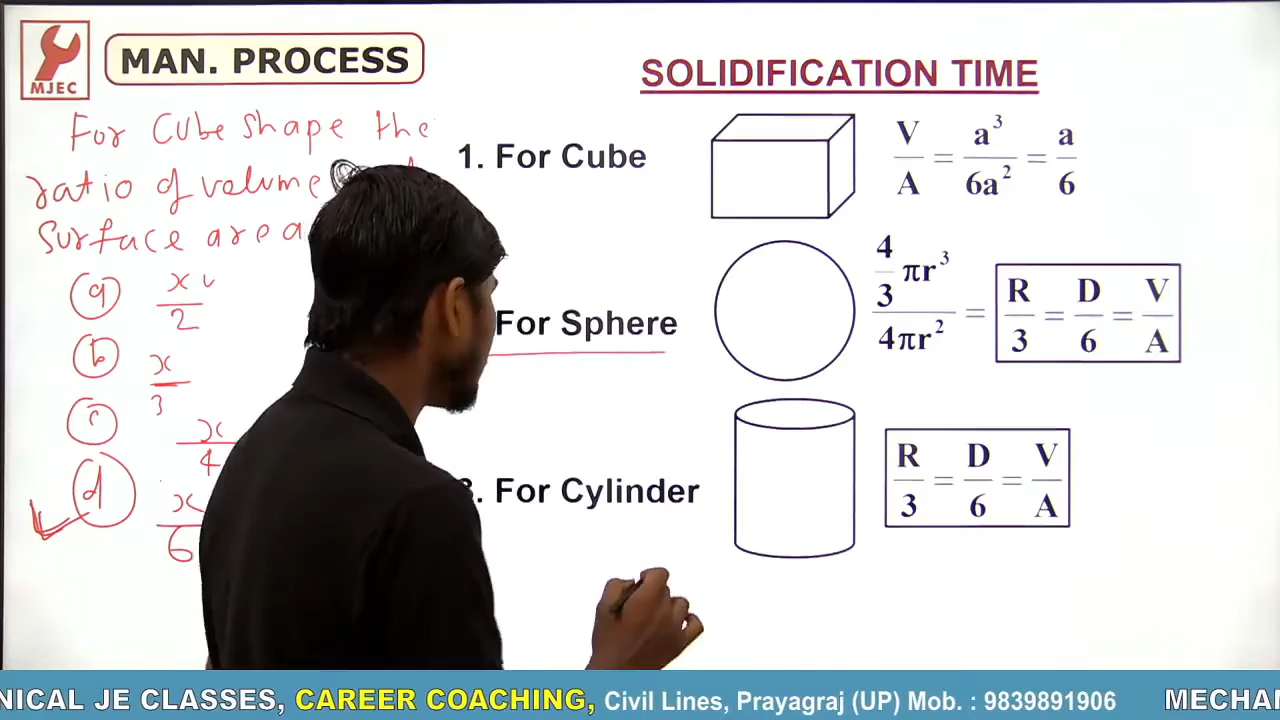 MJEC
MAN. PROCESS
SOLIDIFICATION TIME
For Cube shape the
ratio of volume
surface area
(a) x/2
(b) x/3
(c) x/4
(d) x/6
1. For Cube
V/A = a³/6a² = a/6
For Sphere
4/3 πr³ / 4πr² = R/3 = D/6 = V/A
3. For Cylinder
R/3 = D/6 = V/A
NICAL JE CLASSES, CAREER COACHING, Civil Lines, Prayagraj (UP) Mob. : 9839891906 MECHA